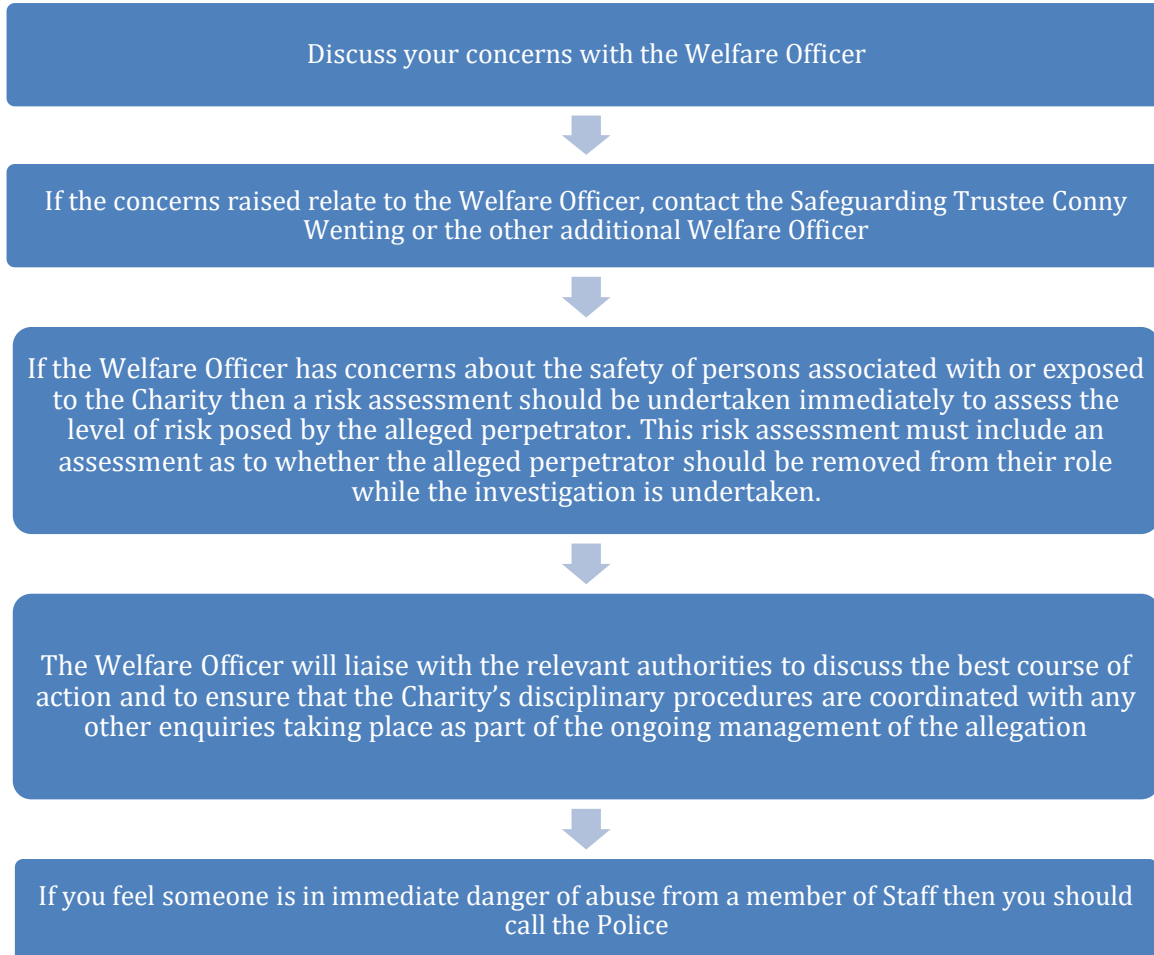 Discuss your concerns with the Welfare Officer
If the concerns raised relate to the Welfare Officer, contact the Safeguarding Trustee Conny
Wenting or the other additional Welfare Officer
If the Welfare Officer has concerns about the safety of persons associated with or exposed
to the Charity then a risk assessment should be undertaken immediately to assess the
level of risk posed by the alleged perpetrator. This risk assessment must include an
assessment as to whether the alleged perpetrator should be removed from their role
while the investigation is undertaken.
The Welfare Officer will liaise with the relevant authorities to discuss the best course of
action and to ensure that the Charity’s disciplinary procedures are coordinated with any
other enquiries taking place as part of the ongoing management of the allegation
If you feel someone is in immediate danger of abuse from a member of Staff then you should
call the Police